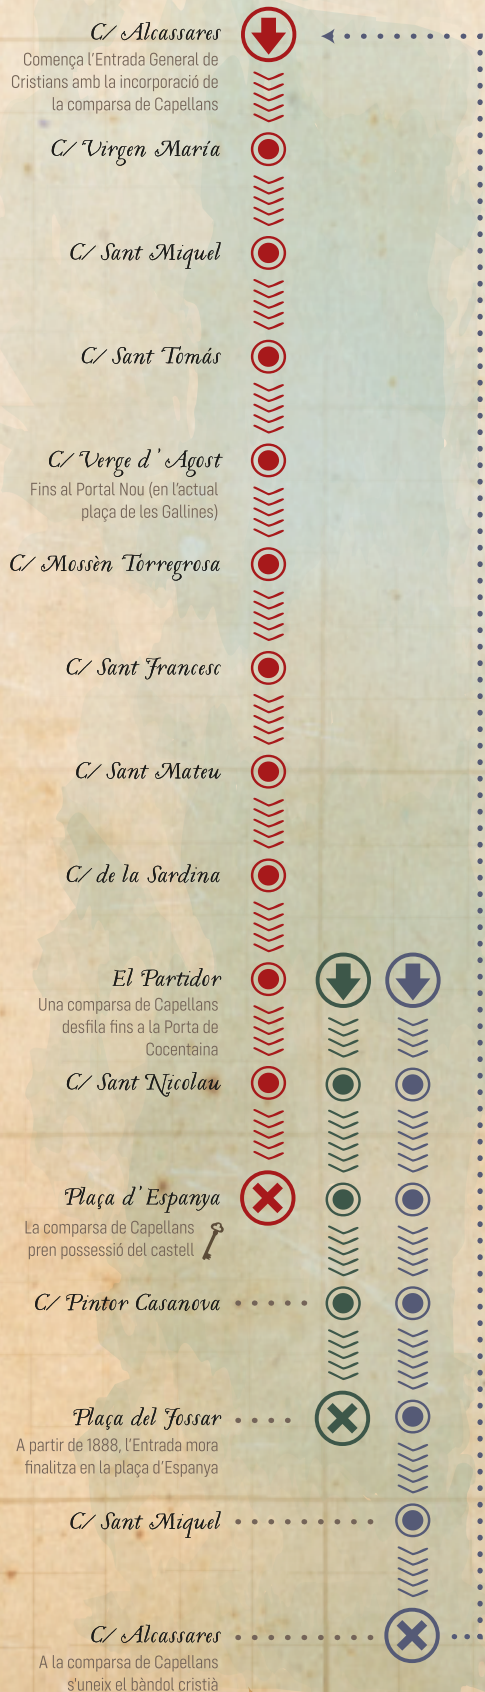 C/ Alcassares
Comença l'Entrada General de
Cristians amb la incorporació de
la comparsa de Capellans
C/ Virgen María
C/ Sant Miquel
C/ Sant Tomás
C/ Verge d'Agost
Fins al Portal Nou (en l'actual
plaça de les Gallines)
C/ Mossèn Torregrosa
C/ Sant Francesc
C/ Sant Mateu
C/ de la Sardina
El Partidor
Una comparsa de Capellans
desfila fins a la Porta de
Cocentaina
C/ Sant Nicolau
Plaça d'Espanya
La comparsa de Capellans
pren possessió del castell
C/ Pintor Casanova
Plaça del Fossar
A partir de 1888, l'Entrada mora
finalitza en la plaça d'Espanya
C/ Sant Miquel
C/ Alcassares
A la comparsa de Capellans
s'uneix el bàndol cristià